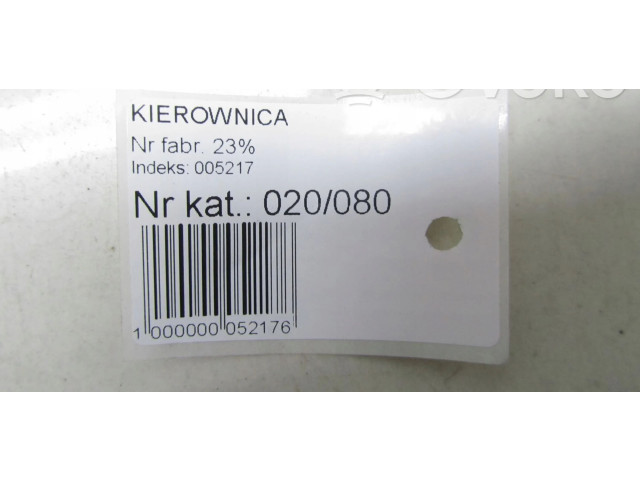 KIEROWNICA
Nr fabr. 23%
Indeks: 005217
Nr kat.: 020/080
1 000000 052176